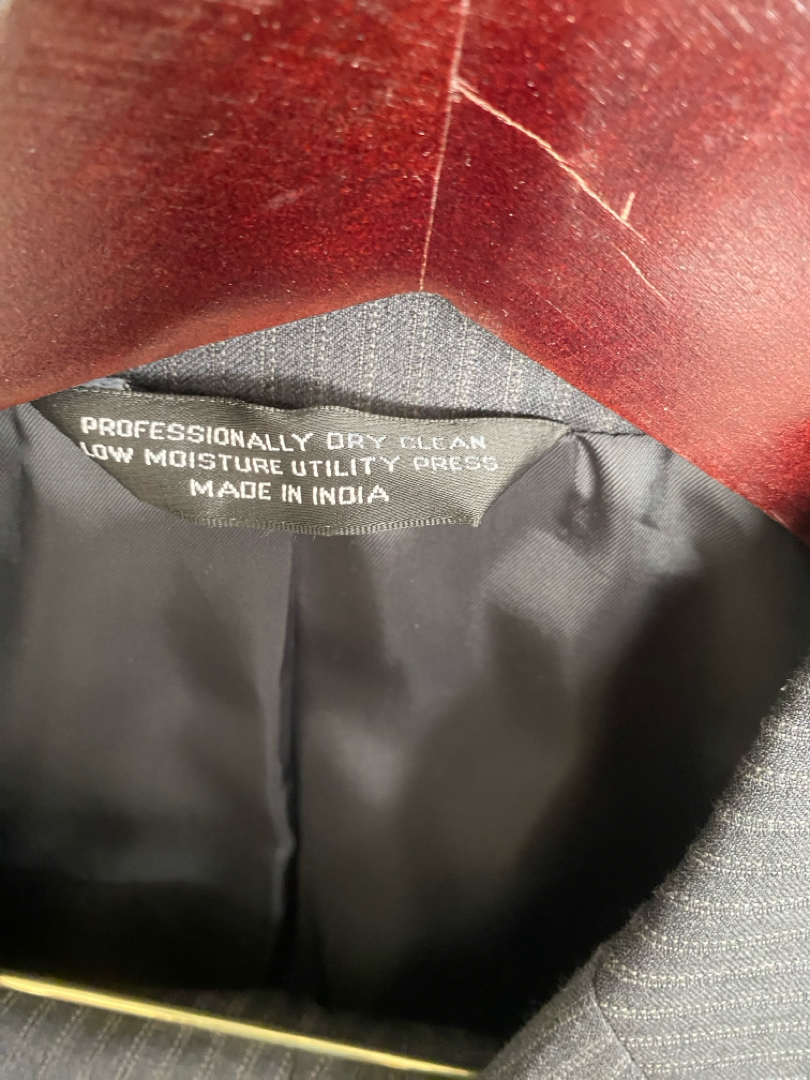 PROFESSIONALLY DRY CLEAN
LOW MOISTURE UTILITY PRESS
MADE IN INDIA